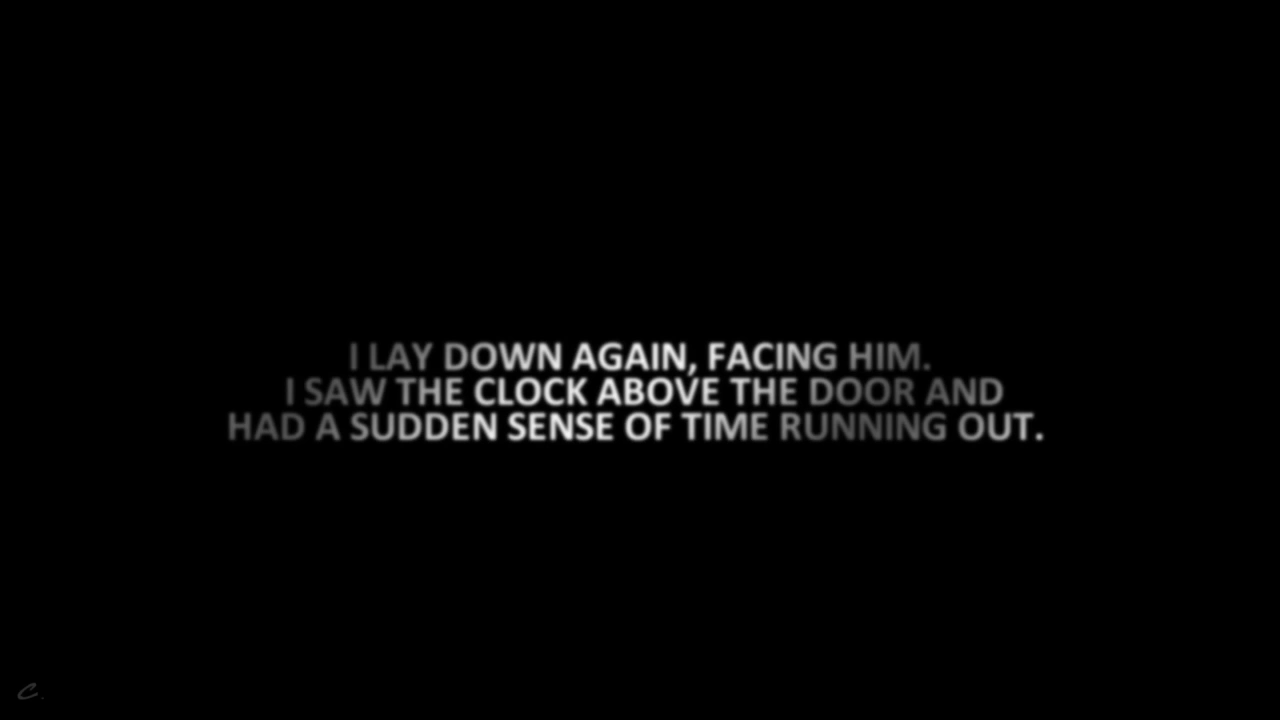 I LAY DOWN AGAIN, FACING HIM.
I SAW THE CLOCK ABOVE THE DOOR AND
HAD A SUDDEN SENSE OF TIME RUNNING OUT.
C.